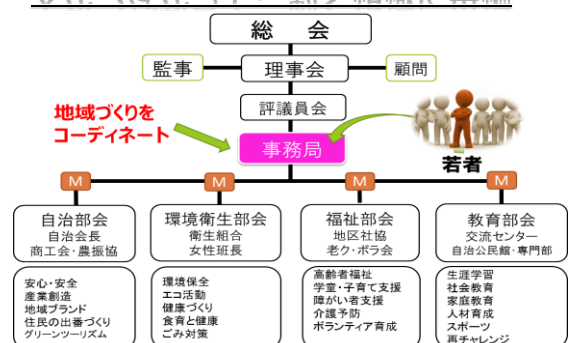 総　会
監事
理事会
顧問
評議員会
地域づくりを
コーディネート
事務局
若者
M
M
M
M
自治部会
自治会長
商工会・農振協
環境衛生部会
衛生組合
女性班長
福祉部会
地区社協
老ク・ボラ会
教育部会
交流センター
自治公民館・専門部
安心・安全
産業創造
地域ブランド
住民の出番づくり
グリーンツーリズム
環境保全
エコ活動
健康づくり
食育と健康
ごみ対策
高齢者福祉
学童・子育て支援
障がい者支援
介護予防
ボランティア育成
生涯学習
社会教育
家庭教育
人材育成
スポーツ
再チャレンジ